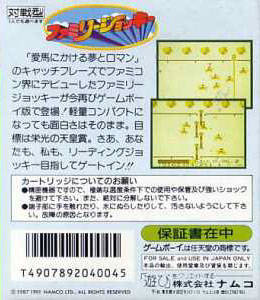 対戦型
ファミリージョッキー
「愛馬にかける夢とロマン」
のキャッチフレーズでファミコ
ン界にデビューしたファミリー
ジョッキーが今再びゲームボー
イ版で登場!軽量コンパクトに
なっても面白さはそのまま。目
標は栄光の天皇賞。さあ、あな
たも、私も、リーディングジョ
ッキー目指してゲートイン!!
カートリッジについてのお願い
●精密機器ですので、極端な温度条件下での使用や保管及び強いショック
を避けて下さい。また、絶対に分解しないで下さい。
●端子部に手を触れたり、水にぬらしたりして、汚さないようにして下さ
い。故障の原因となります。
保証書在中
ゲームボーイは任天堂の商標です。
FOR SALE and USE IN JAPAN ONLY
本品の輸出、使用営業及び賃貸を禁じます。
T4907892040045
株式会社 ナムコ
© 1987 1991 NAMCO LTD., ALL RIGHTS RESERVED